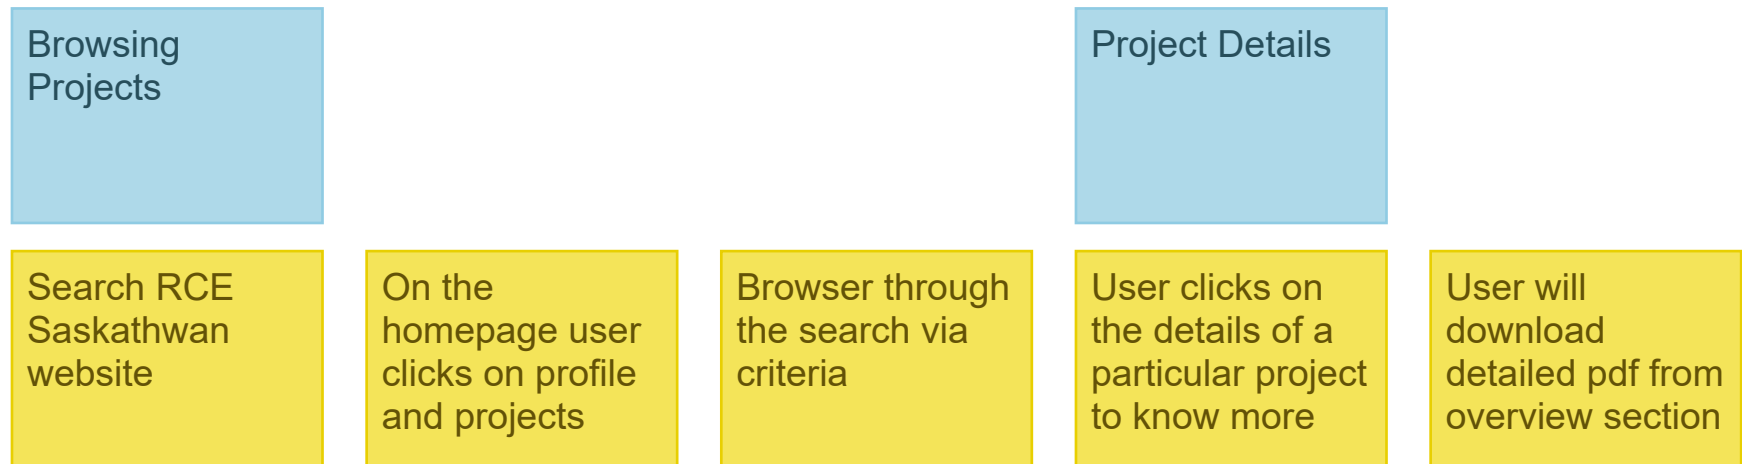 Browsing
Projects
Project Details
Search RCE
Saskathwan
website
On the
homepage user
clicks on profile
and projects
Browser through
the search via
criteria
User clicks on
the details of a
particular project
to know more
User will
download
detailed pdf from
overview section